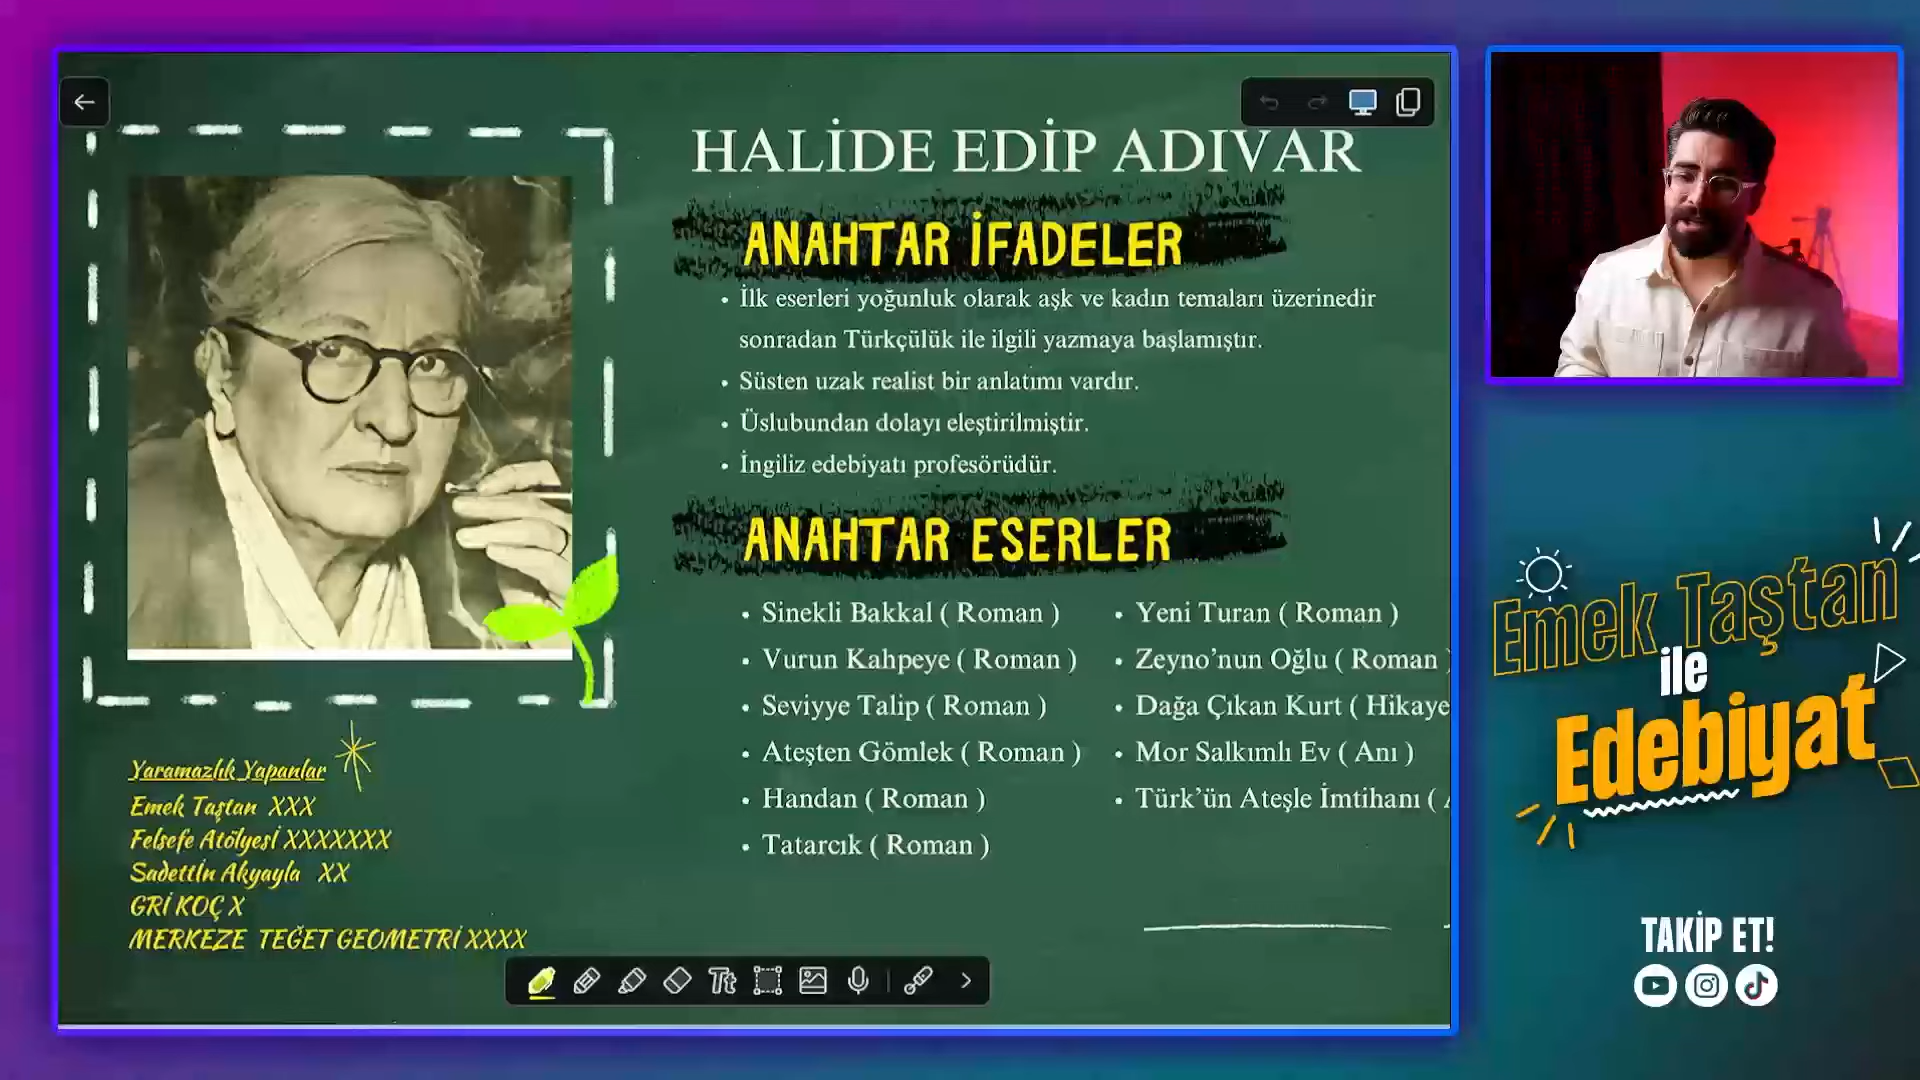 HALİDE EDİP ADIVAR
ANAHTAR İFADELER
• İlk eserleri yoğunluk olarak aşk ve kadın temaları üzerinedir
sonradan Türkçülük ile ilgili yazmaya başlamıştır.
• Süsten uzak realist bir anlatımı vardır.
• Üslubundan dolayı eleştirilmiştir.
• İngiliz edebiyatı profesörüdür.
ANAHTAR ESERLER
• Sinekli Bakkal ( Roman )
• Vurun Kahpeye ( Roman )
• Seviyye Talip ( Roman )
• Ateşten Gömlek ( Roman )
• Handan ( Roman )
• Tatarcık ( Roman )
• Yeni Turan ( Roman )
• Zeyno’nun Oğlu ( Roman )
• Dağa Çıkan Kurt ( Hikaye
• Mor Salkımlı Ev ( Anı )
• Türk’ün Ateşle İmtihanı (
Yaramazlık Yapanlar
Emek Taştan XXX
Felsefe Atölyesi XXXXXXX
Sadettin Akyayla XX
GRİ KOÇ X
MERKEZE TEĞET GEOMETRİ XXXX
Tt
Emek Taştan
ile
Edebiyat
TAKİP ET!